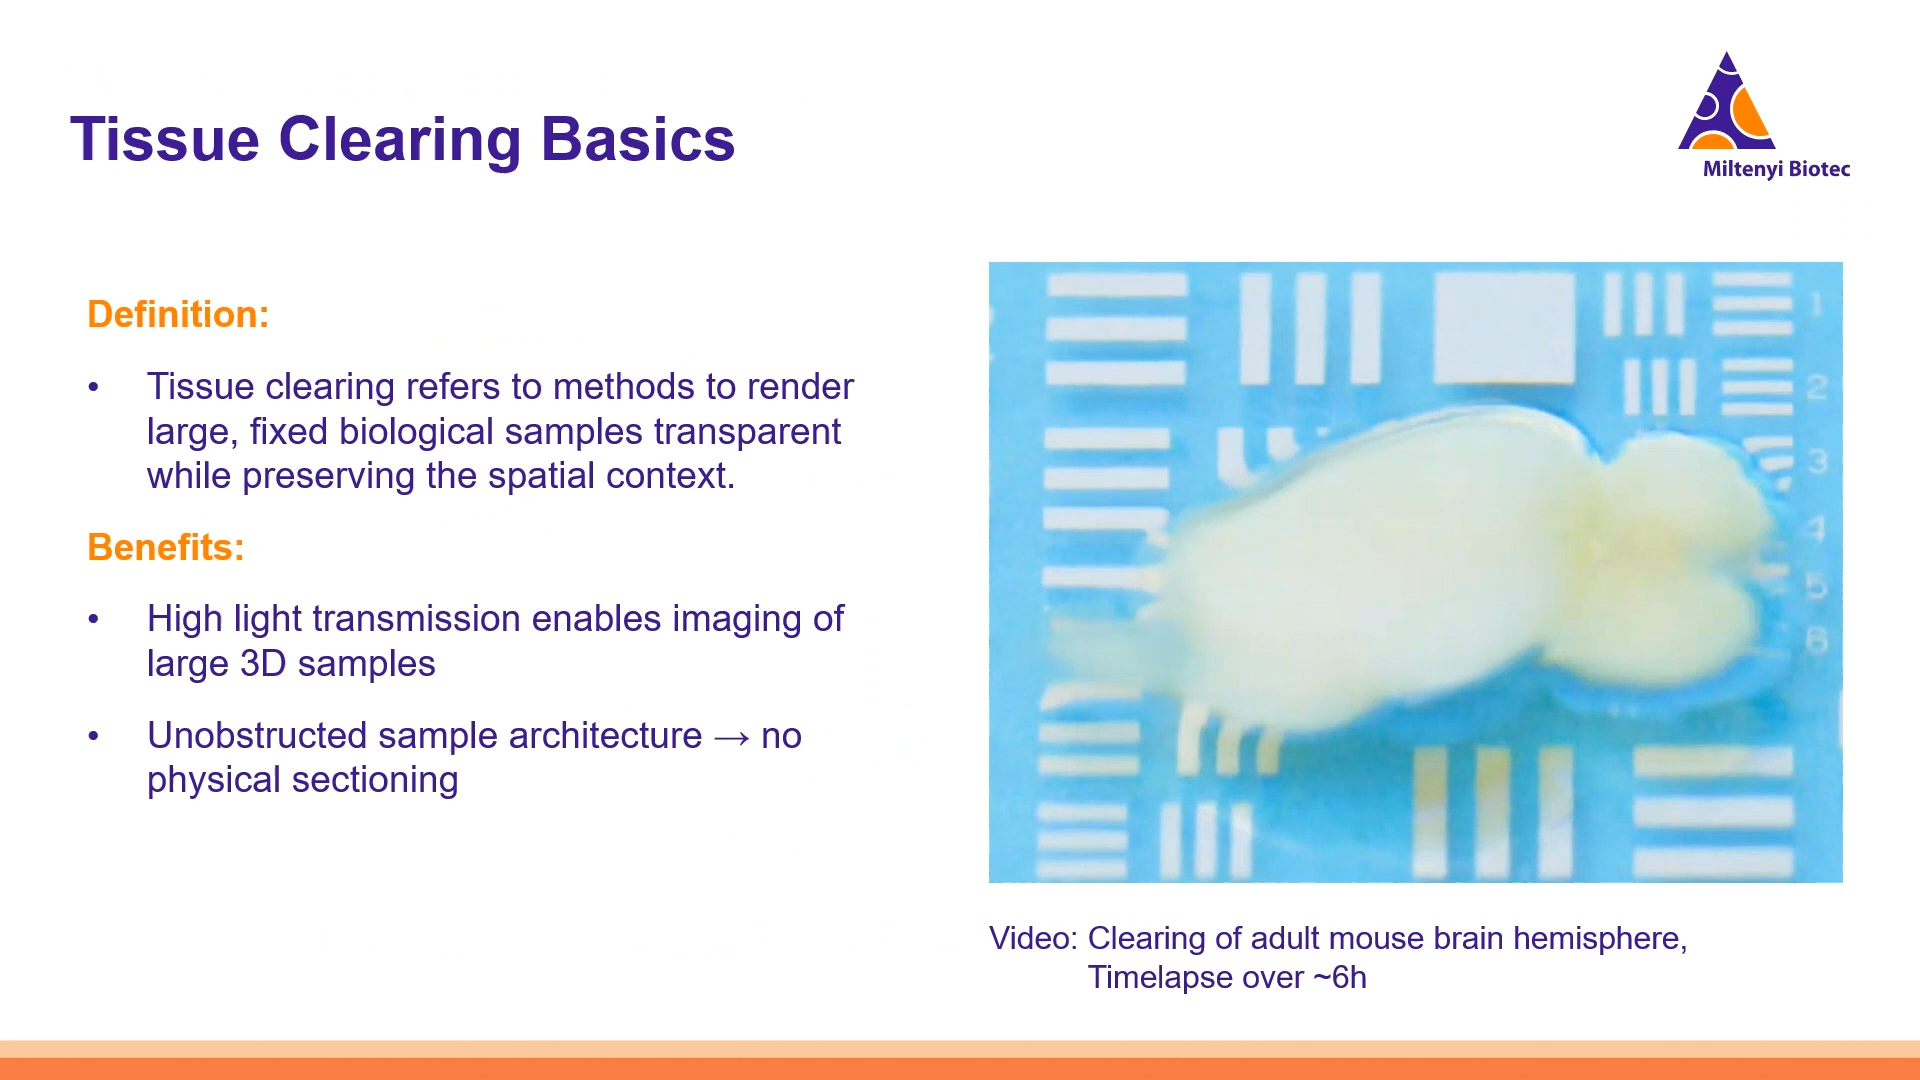 Tissue Clearing Basics
Miltenyi Biotec
Definition:
• Tissue clearing refers to methods to render
large, fixed biological samples transparent
while preserving the spatial context.
Benefits:
• High light transmission enables imaging of
large 3D samples
• Unobstructed sample architecture → no
physical sectioning
1
2
3
4
5
6
Video: Clearing of adult mouse brain hemisphere,
Timelapse over ~6h